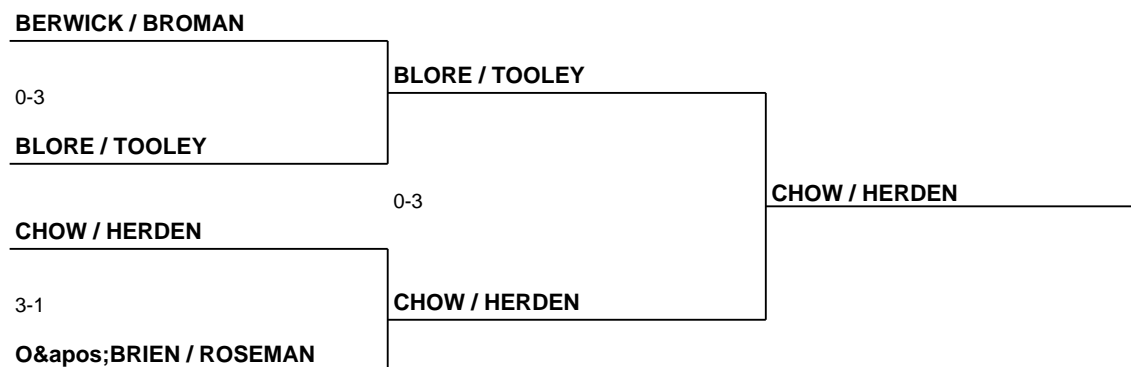 BERWICK / BROMAN
0-3
BLORE / TOOLEY
BLORE / TOOLEY
0-3
CHOW / HERDEN
CHOW / HERDEN
3-1
CHOW / HERDEN
O&apos;BRIEN / ROSEMAN